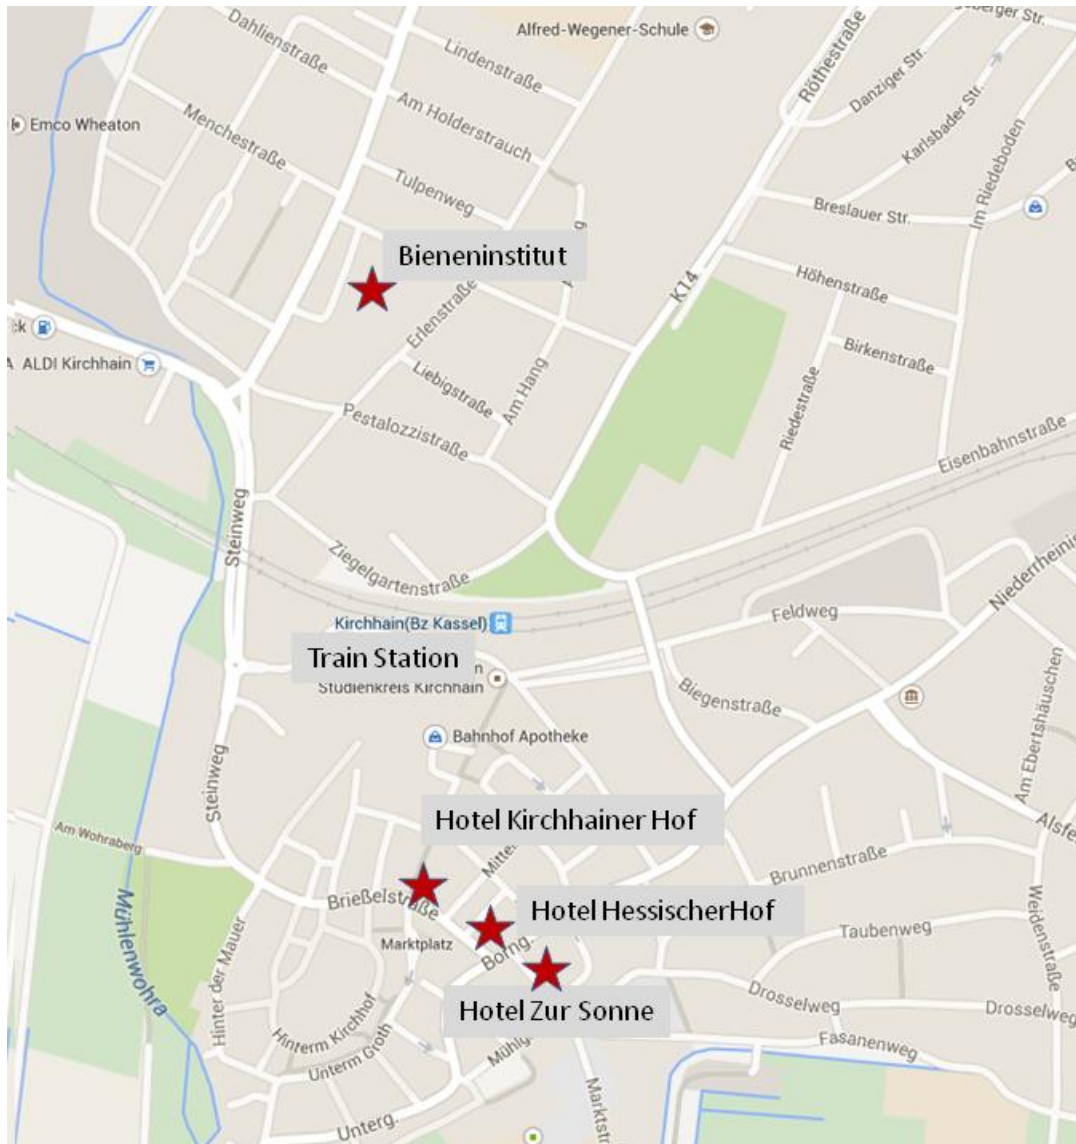 Alfred-Wegener-Schule
Dahlienstraße
Lindenstraße
Röthestraße
Danziger Str.
Karlsbader Str.
Emco Wheaton
Menchestraße
Am Holderstrauch
Tulpenweg
Im Riedeboden
Breslauer Str.
Bieneninstitut
K14
Höhenstraße
Erlenstraße
Birkenstraße
ALDI Kirchhain
Liebigstraße
Am Hang
Riedestraße
Pestalozzistraße
Eisenbahnstraße
Steinweg
Ziegelgartenstraße
Kirchhain(Bz Kassel)
Train Station
Studienkreis Kirchhain
Feldweg
Biegenstraße
Bahnhof Apotheke
Steinweg
Am Ebertshäuschen
Hotel Kirchhainer Hof
Am Wohraberg
Brunnenstraße
Brießelstraße
Hotel HessischerHof
Weidenstraße
Mühlenwohra
Hinter der Mauer
Marktplatz
Borng.
Taubenweg
Hotel Zur Sonne
Drosselweg
Drosselweg
Hinterm Kirchhof
Unterm Groth
Fasanenweg
Unterg.